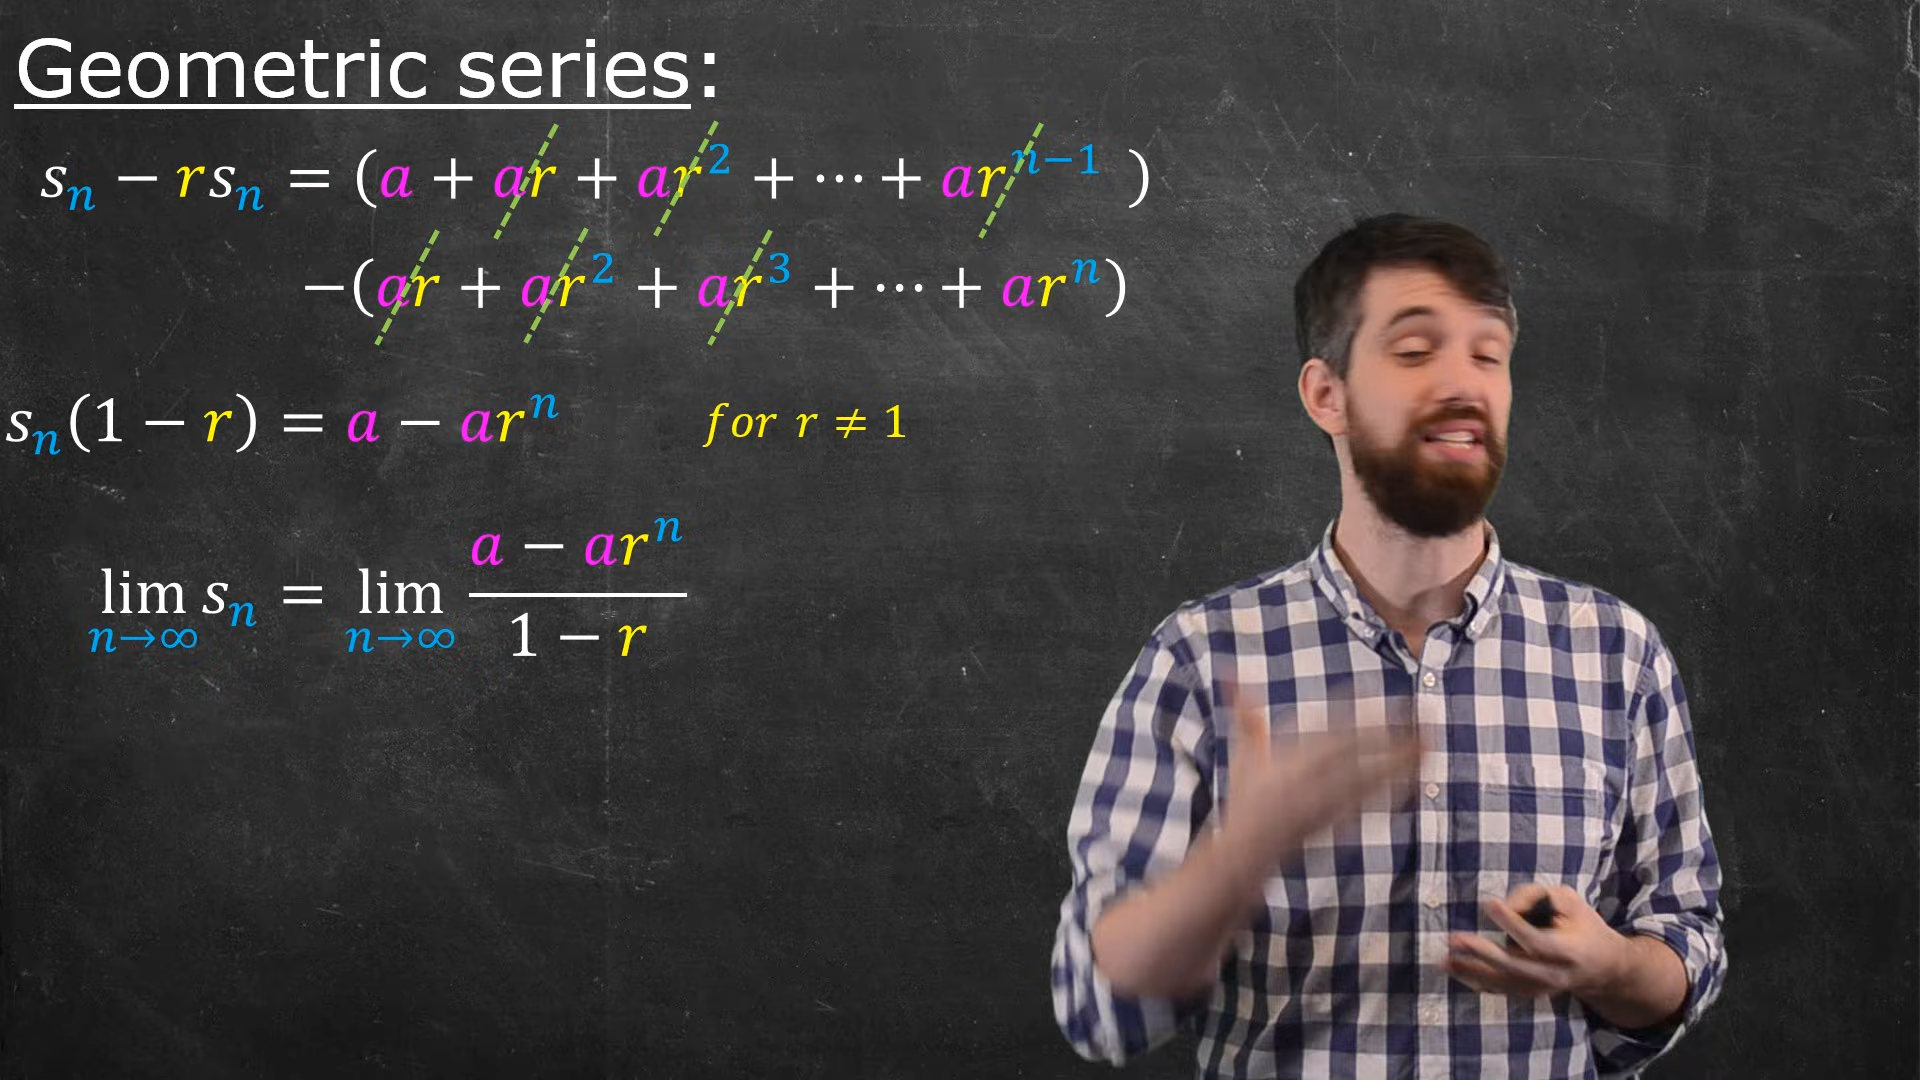 Geometric series:
sₙ − rsₙ = (a + ar + ar² + ⋯ + arⁿ⁻¹ )
−(ar + ar² + ar³ + ⋯ + arⁿ)
sₙ(1 − r) = a − arⁿ for r ≠ 1
lim n→∞ sₙ = lim n→∞ (a − arⁿ)/(1 − r)